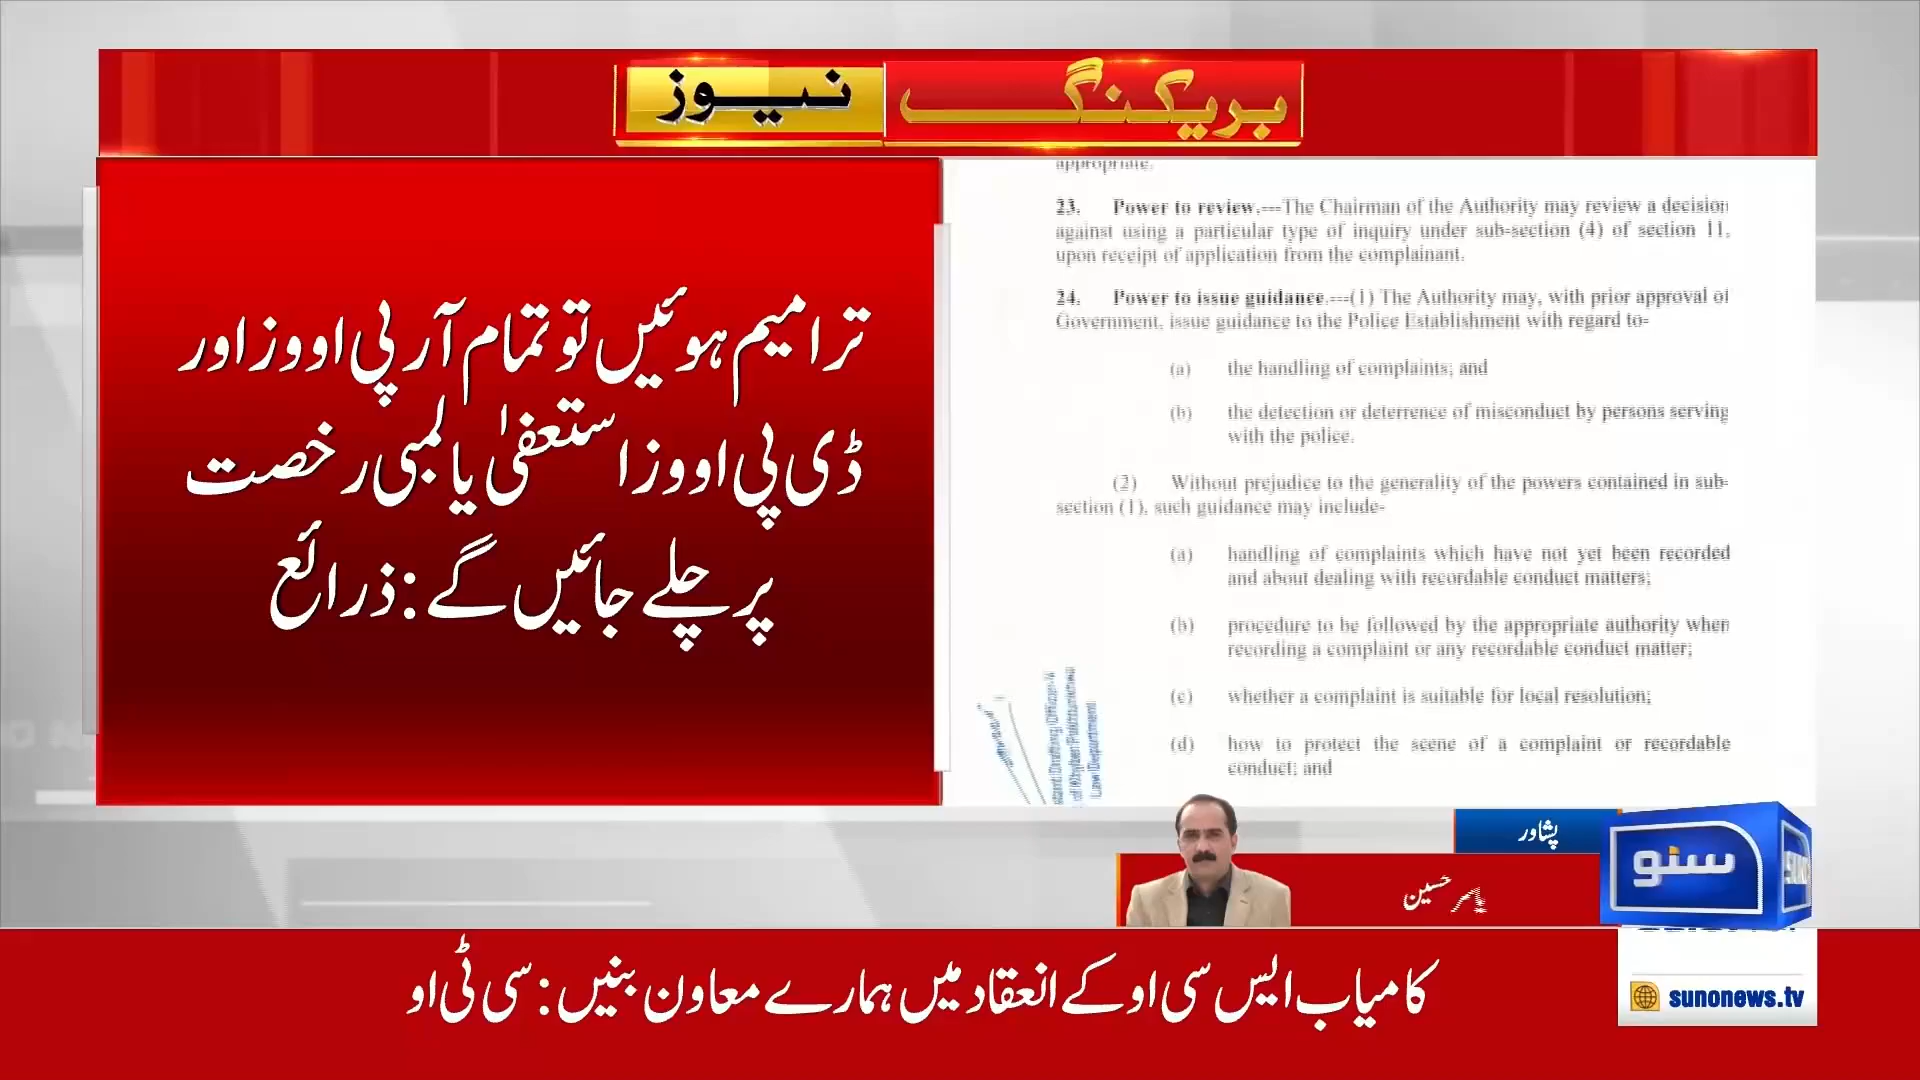 بریکنگ نیوز
ترامیم ہوئیں تو تمام آر پی اووز اور
ڈی پی اووز استعفیٰ یا لمبی رخصت
پر چلے جائیں گے: ذرائع
appropriate.
23. Power to review.---The Chairman of the Authority may review a decision
against using a particular type of inquiry under sub-section (4) of section 11,
upon receipt of application from the complainant.
24. Power to issue guidance.---(1) The Authority may, with prior approval of
Government, issue guidance to the Police Establishment with regard to-
(a) the handling of complaints; and
(b) the detection or deterrence of misconduct by persons serving
with the police.
(2) Without prejudice to the generality of the powers contained in sub-
section (1), such guidance may include-
(a) handling of complaints which have not yet been recorded
and about dealing with recordable conduct matters;
(b) procedure to be followed by the appropriate authority when
recording a complaint or any recordable conduct matter;
(c) whether a complaint is suitable for local resolution;
(d) how to protect the scene of a complaint or recordable
conduct; and
پشاور
حسین
سنو
SUN
کامیاب ایس سی او کے انعقاد میں ہمارے معاون بنیں: سی ٹی او
sunonews.tv